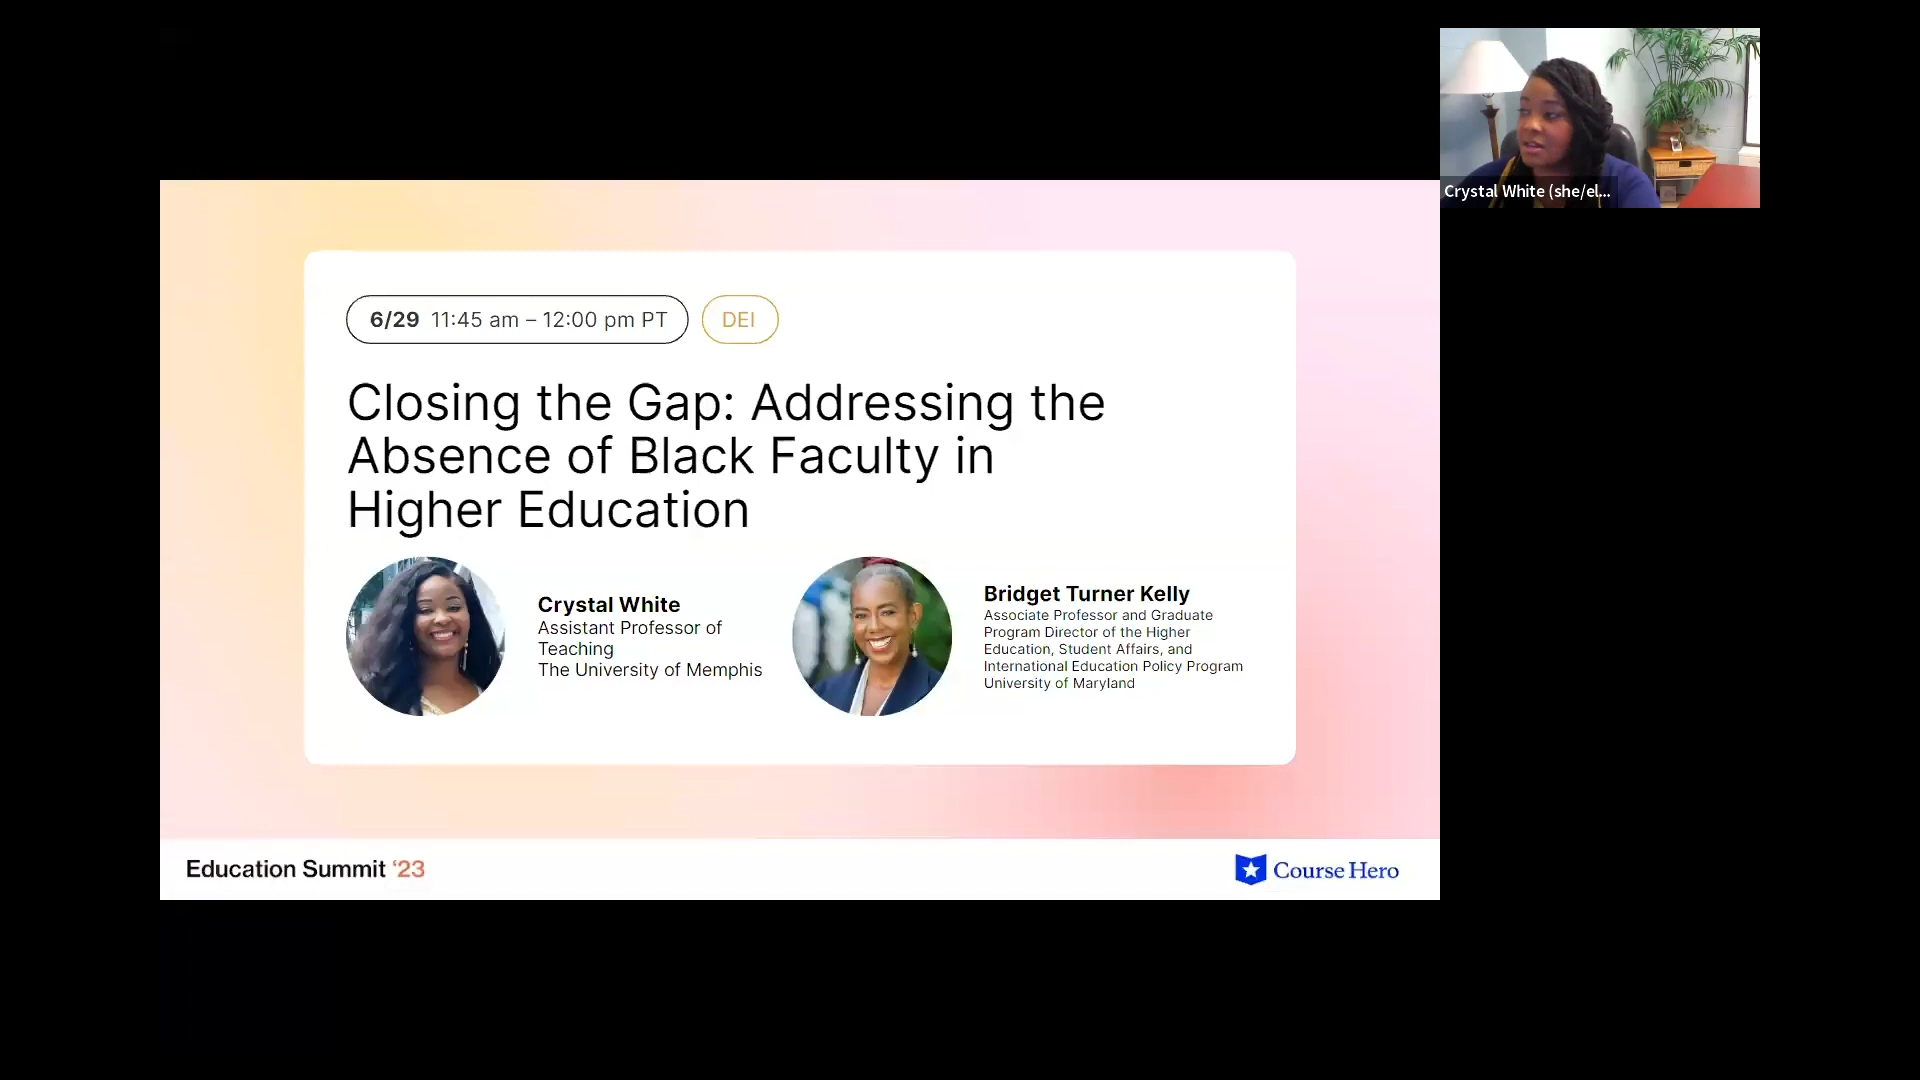 Crystal White (she/el...
6/29 11:45 am – 12:00 pm PT
DEI
Closing the Gap: Addressing the
Absence of Black Faculty in
Higher Education
Crystal White
Assistant Professor of
Teaching
The University of Memphis
Bridget Turner Kelly
Associate Professor and Graduate
Program Director of the Higher
Education, Student Affairs, and
International Education Policy Program
University of Maryland
Education Summit ‘23
Course Hero